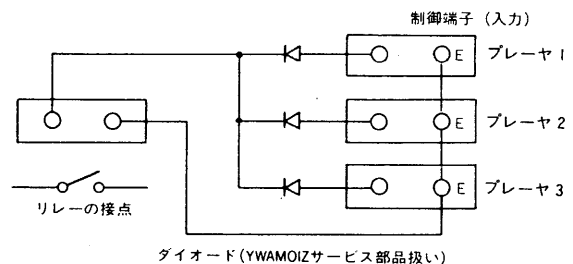 制御端子 (入力)
E プレーヤ 1
E プレーヤ 2
E プレーヤ 3
リレーの接点
ダイオード(YWAMOIZサービス部品扱い)